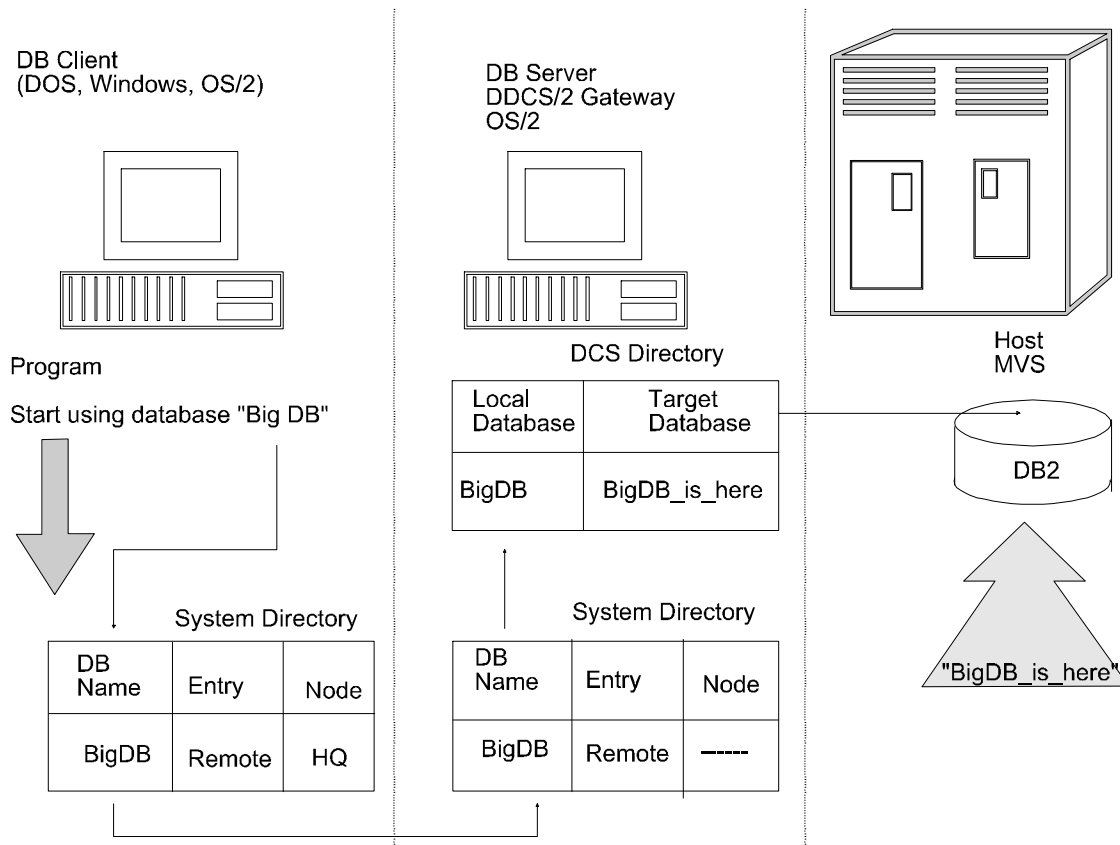 DB Client
(DOS, Windows, OS/2)
Program
Start using database "Big DB"
System Directory
DB
Name
Entry
Node
BigDB
Remote
HQ
DB Server
DDCS/2 Gateway
OS/2
DCS Directory
Local
Database
Target
Database
BigDB
BigDB_is_here
System Directory
DB
Name
Entry
Node
BigDB
Remote
------
Host
MVS
DB2
"BigDB_is_here"